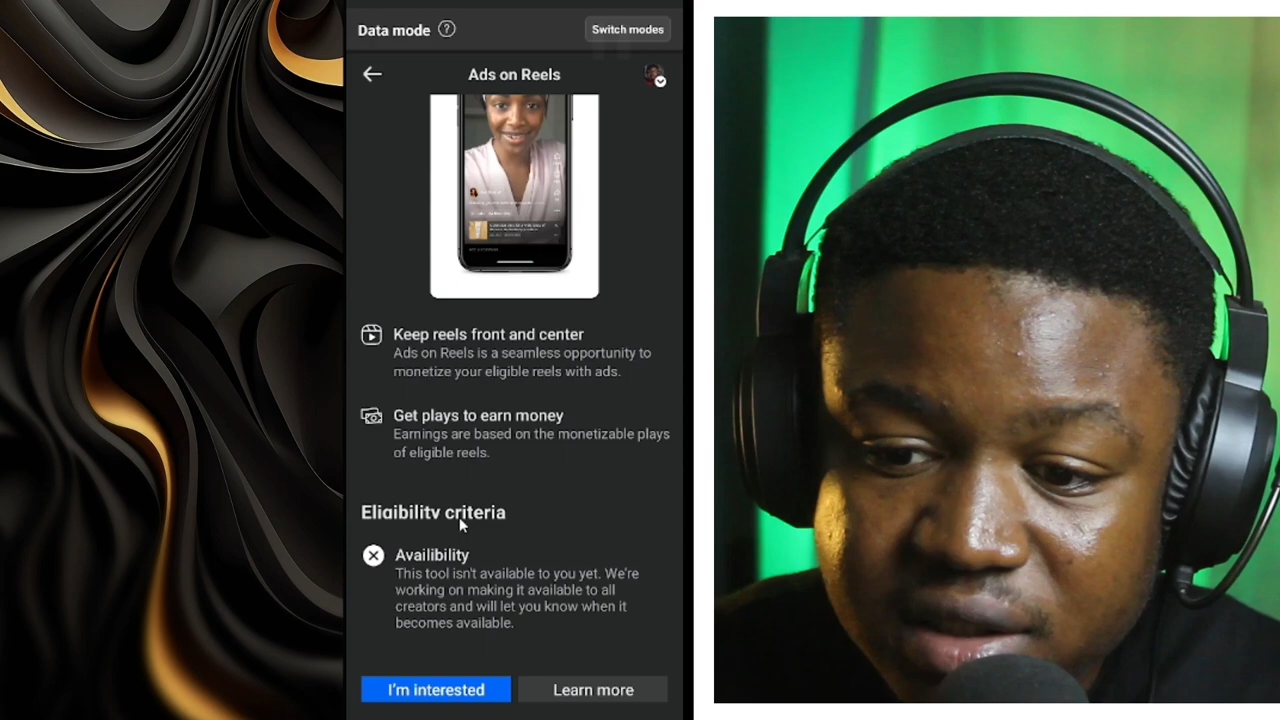 Data mode
Switch modes
Ads on Reels
Keep reels front and center
Ads on Reels is a seamless opportunity to
monetize your eligible reels with ads.
Get plays to earn money
Earnings are based on the monetizable plays
of eligible reels.
Eligibility criteria
Availibility
This tool isn't available to you yet. We're
working on making it available to all
creators and will let you know when it
becomes available.
I'm interested
Learn more